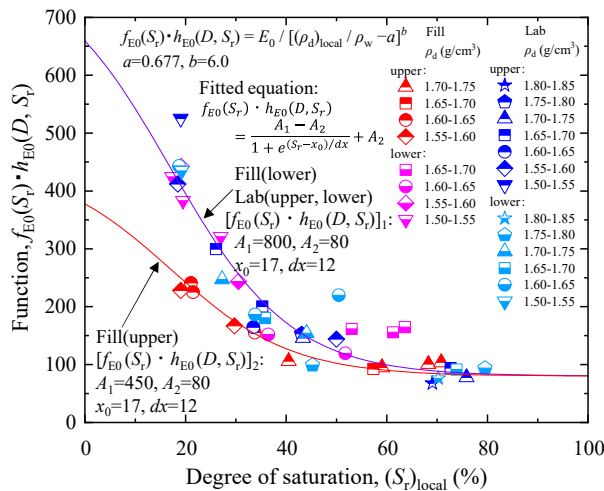 f_E0(S_r)•h_E0(D, S_r) = E_0 / [(ρ_d)_local / ρ_w −a]^b
a=0.677, b=6.0
Fitted equation:
f_E0(S_r) · h_E0(D, S_r)
= (A_1 − A_2) / (1 + e^((S_r−x_0)/dx)) + A_2
Fill(lower)
Lab(upper, lower)
[f_E0(S_r) · h_E0(D, S_r)]_1:
A_1=800, A_2=80
x_0=17, dx=12
Fill(upper)
[f_E0(S_r) · h_E0(D, S_r)]_2:
A_1=450, A_2=80
x_0=17, dx=12
Fill
ρ_d (g/cm³)
upper:
1.70-1.75
1.65-1.70
1.60-1.65
1.55-1.60
lower:
1.65-1.70
1.60-1.65
1.55-1.60
1.50-1.55
Lab
ρ_d (g/cm³)
upper:
1.80-1.85
1.75-1.80
1.70-1.75
1.65-1.70
1.60-1.65
1.55-1.60
1.50-1.55
lower:
1.80-1.85
1.75-1.80
1.70-1.75
1.65-1.70
1.60-1.65
1.50-1.55
Function, f_E0(S_r)•h_E0(D, S_r)
700
600
500
400
300
200
100
0
0 20 40 60 80 100
Degree of saturation, (S_r)_local (%)